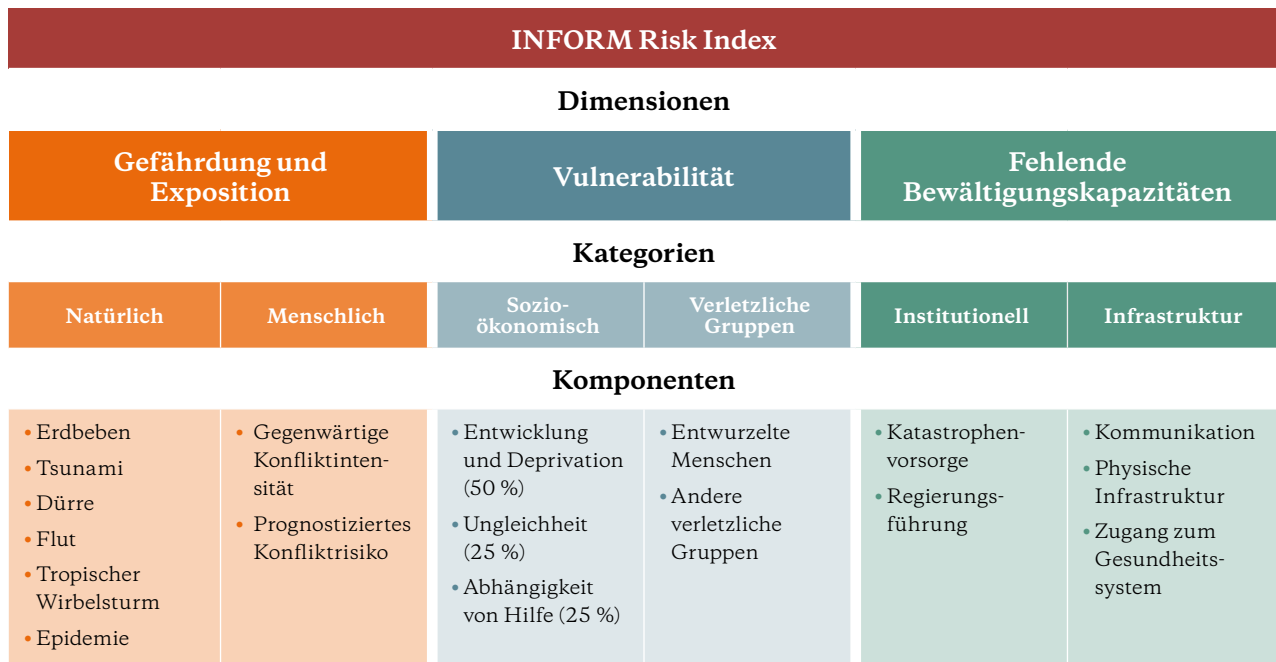 INFORM Risk Index
Dimensionen
Gefährdung und
Exposition
Vulnerabilität
Fehlende
Bewältigungskapazitäten
Kategorien
Natürlich
Menschlich
Sozio-
ökonomisch
Verletzliche
Gruppen
Institutionell
Infrastruktur
Komponenten
• Erdbeben
• Tsunami
• Dürre
• Flut
• Tropischer
Wirbelsturm
• Epidemie
• Gegenwärtige
Konfliktinten-
sität
• Prognostiziertes
Konfliktrisiko
• Entwicklung
und Deprivation
(50 %)
• Ungleichheit
(25 %)
• Abhängigkeit
von Hilfe (25 %)
• Entwurzelte
Menschen
• Andere
verletzliche
Gruppen
• Katastrophen-
vorsorge
• Regierungs-
führung
• Kommunikation
• Physische
Infrastruktur
• Zugang zum
Gesundheits-
system